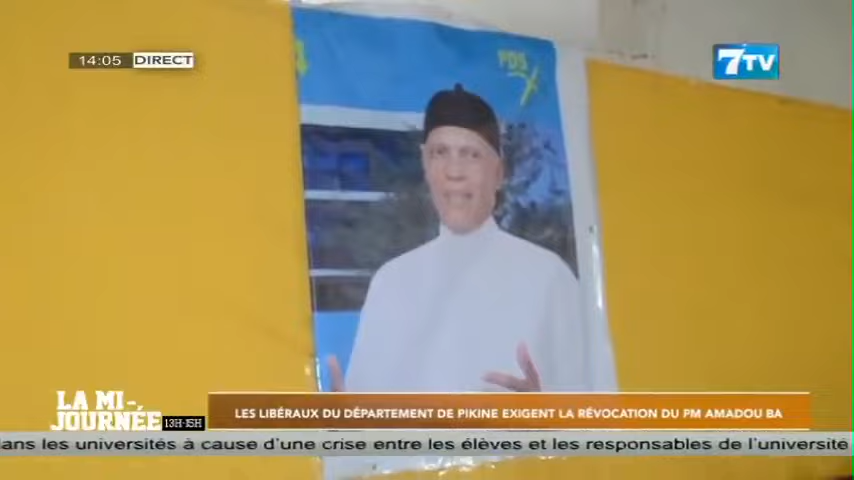 14:05 DIRECT
7TV
PDS
LA MI-
JOURNÉE 13H-15H
LES LIBÉRAUX DU DÉPARTEMENT DE PIKINE EXIGENT LA RÉVOCATION DU PM AMADOU BA
ans les universités à cause d'une crise entre les élèves et les responsables de l'université